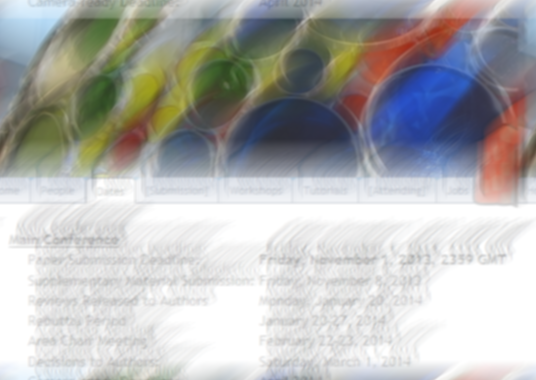 Camera-Ready Deadline: April 2014
Home People Dates [Submission] Workshops Tutorials [Attending]
Main Conference
Paper Submission Deadline: Friday, November 1, 2013, 2359 GMT
Supplementary Material Submission: Friday, November 8, 2013
Reviews Released to Authors Monday, January 20, 2014
Rebuttal Period January 20-27, 2014
Area Chair Meeting February 22-23, 2014
Decisions to Authors Saturday, March 1, 2014